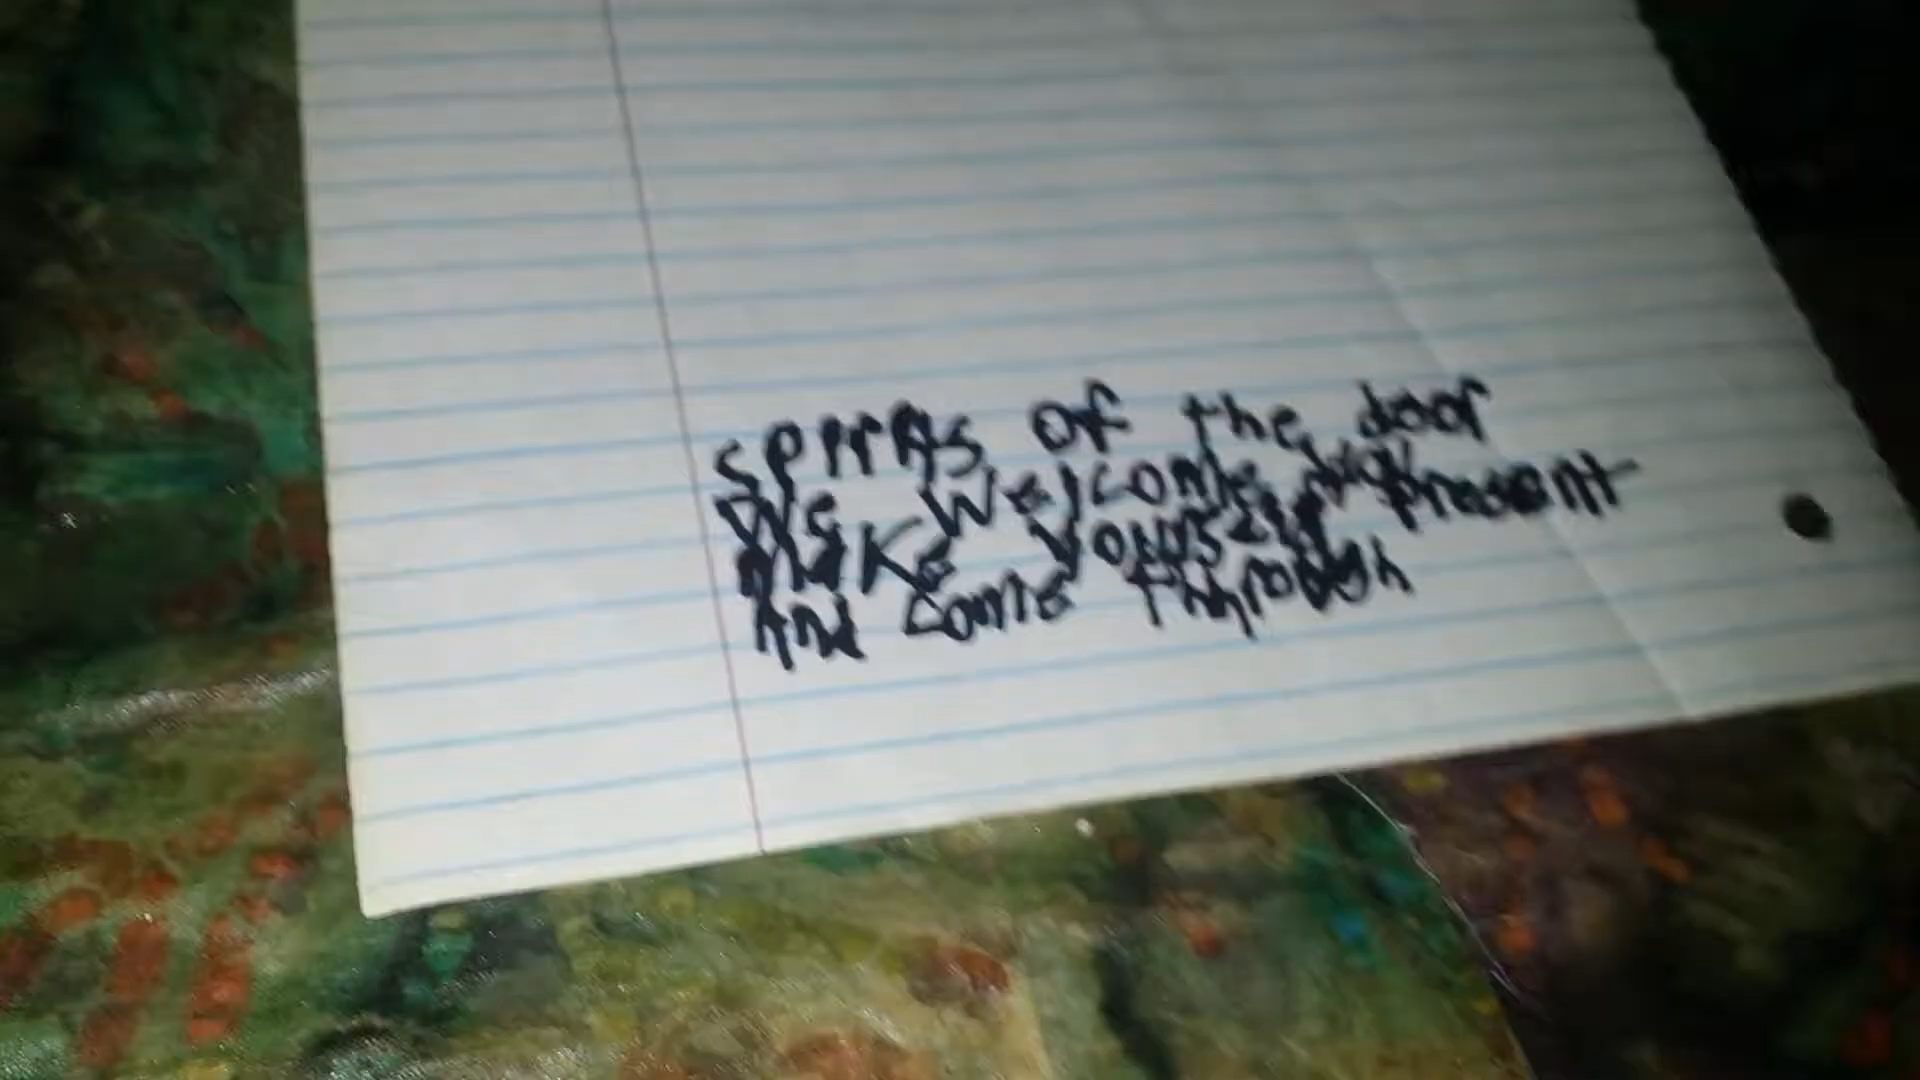 spirits of the door
We Welcome you
Make yourself present
And come through